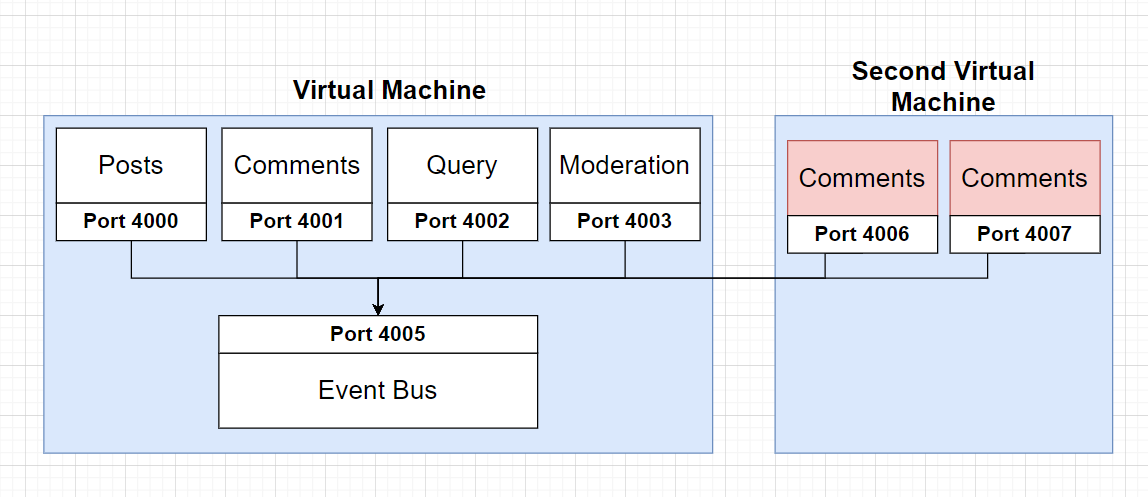 Virtual Machine
Second Virtual
Machine
Posts
Comments
Query
Moderation
Port 4000
Port 4001
Port 4002
Port 4003
Comments
Comments
Port 4006
Port 4007
Port 4005
Event Bus